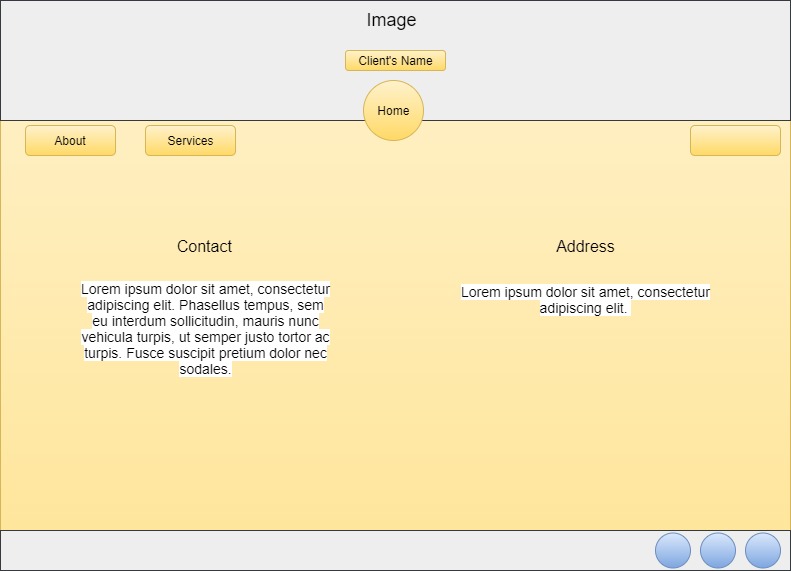 Image
Client's Name
Home
About
Services
Contact
Address
Lorem ipsum dolor sit amet, consectetur
adipiscing elit. Phasellus tempus, sem
eu interdum sollicitudin, mauris nunc
vehicula turpis, ut semper justo tortor ac
turpis. Fusce suscipit pretium dolor nec
sodales.
Lorem ipsum dolor sit amet, consectetur
adipiscing elit.